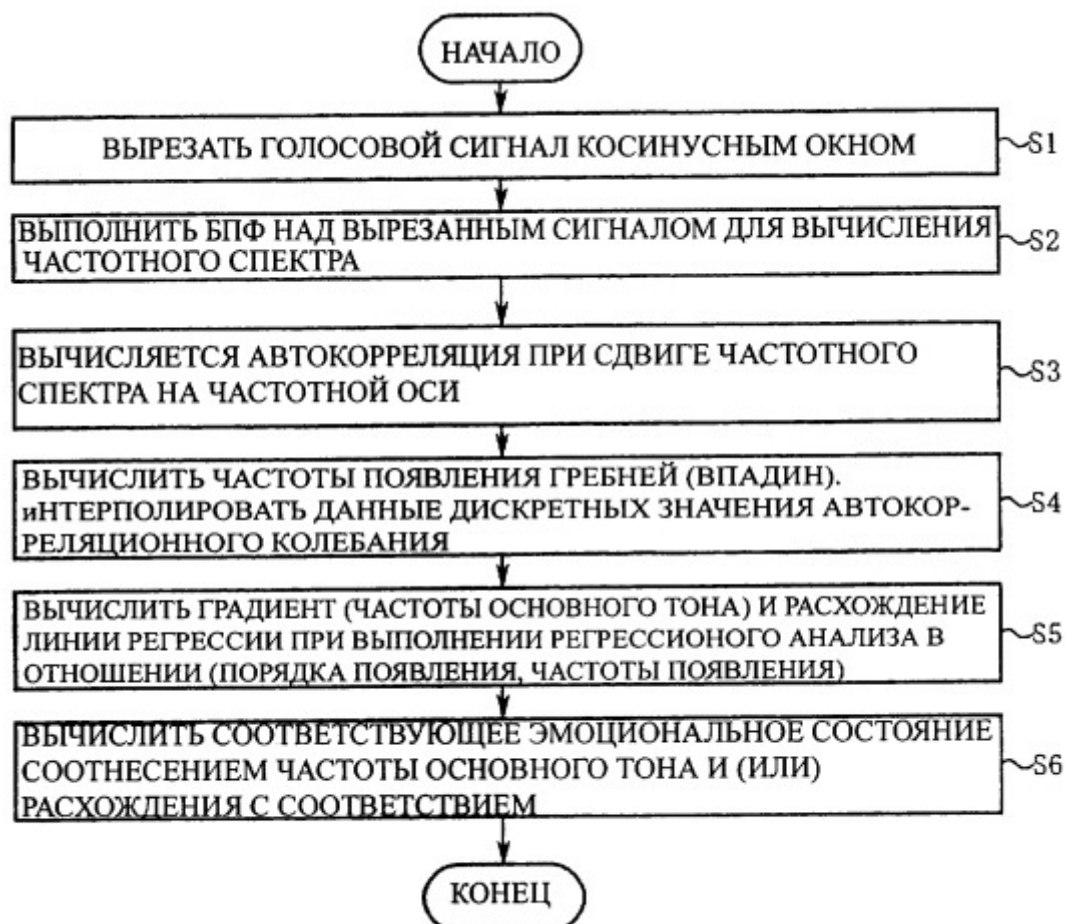 НАЧАЛО
ВЫРЕЗАТЬ ГОЛОСОВОЙ СИГНАЛ КОСИНУСНЫМ ОКНОМ
S1
ВЫПОЛНИТЬ БПФ НАД ВЫРЕЗАННЫМ СИГНАЛОМ ДЛЯ ВЫЧИСЛЕНИЯ
ЧАСТОТНОГО СПЕКТРА
S2
ВЫЧИСЛЯЕТСЯ АВТОКОРРЕЛЯЦИЯ ПРИ СДВИГЕ ЧАСТОТНОГО
СПЕКТРА НА ЧАСТОТНОЙ ОСИ
S3
ВЫЧИСЛИТЬ ЧАСТОТЫ ПОЯВЛЕНИЯ ГРЕБНЕЙ (ВПАДИН).
иНТЕРПОЛИРОВАТЬ ДАННЫЕ ДИСКРЕТНЫХ ЗНАЧЕНИЯ АВТОКОР-
РЕЛЯЦИОННОГО КОЛЕБАНИЯ
S4
ВЫЧИСЛИТЬ ГРАДИЕНТ (ЧАСТОТЫ ОСНОВНОГО ТОНА) И РАСХОЖДЕНИЕ
ЛИНИИ РЕГРЕССИИ ПРИ ВЫПОЛНЕНИИ РЕГРЕССИОНОГО АНАЛИЗА В
ОТНОШЕНИИ (ПОРЯДКА ПОЯВЛЕНИЯ, ЧАСТОТЫ ПОЯВЛЕНИЯ)
S5
ВЫЧИСЛИТЬ СООТВЕТСТВУЮЩЕЕ ЭМОЦИОНАЛЬНОЕ СОСТОЯНИЕ
СООТНЕСЕНИЕМ ЧАСТОТЫ ОСНОВНОГО ТОНА И (ИЛИ)
РАСХОЖДЕНИЯ С СООТВЕТСТВИЕМ
S6
КОНЕЦ